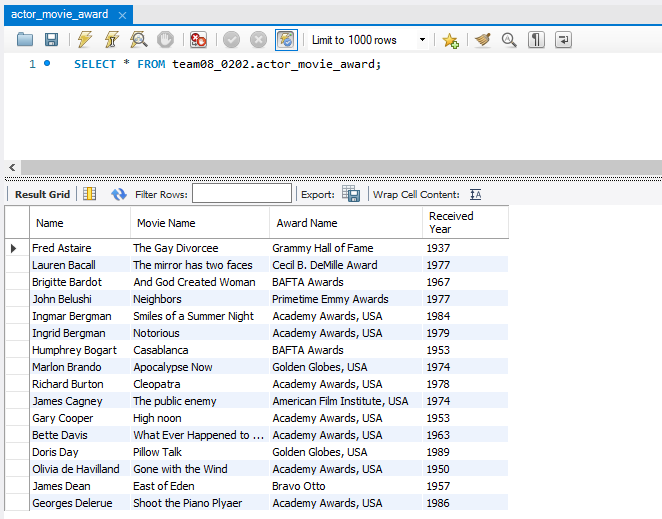 actor_movie_award ×
Limit to 1000 rows
1 SELECT * FROM team08_0202.actor_movie_award;
Result Grid Filter Rows: Export: Wrap Cell Content:
Name Movie Name Award Name Received Year
Fred Astaire The Gay Divorcee Grammy Hall of Fame 1937
Lauren Bacall The mirror has two faces Cecil B. DeMille Award 1977
Brigitte Bardot And God Created Woman BAFTA Awards 1967
John Belushi Neighbors Primetime Emmy Awards 1977
Ingmar Bergman Smiles of a Summer Night Academy Awards, USA 1984
Ingrid Bergman Notorious Academy Awards, USA 1979
Humphrey Bogart Casablanca BAFTA Awards 1953
Marlon Brando Apocalypse Now Golden Globes, USA 1974
Richard Burton Cleopatra Academy Awards, USA 1978
James Cagney The public enemy American Film Institute, USA 1974
Gary Cooper High noon Academy Awards, USA 1953
Bette Davis What Ever Happened to ... Academy Awards, USA 1963
Doris Day Pillow Talk Golden Globes, USA 1989
Olivia de Havilland Gone with the Wind Academy Awards, USA 1950
James Dean East of Eden Bravo Otto 1957
Georges Delerue Shoot the Piano Plyaer Academy Awards, USA 1986